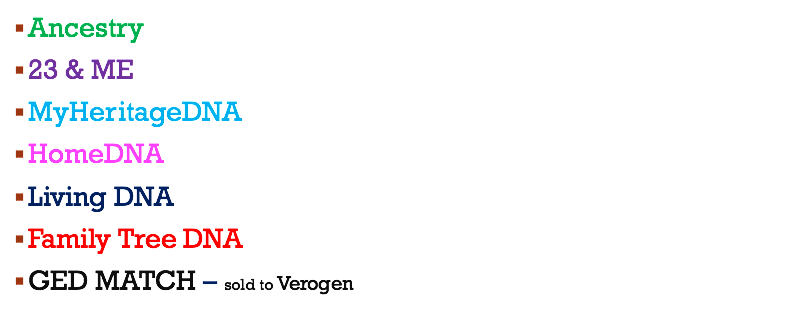 ▪ Ancestry
▪ 23 & ME
▪ MyHeritageDNA
▪ HomeDNA
▪ Living DNA
▪ Family Tree DNA
▪ GED MATCH – sold to Verogen